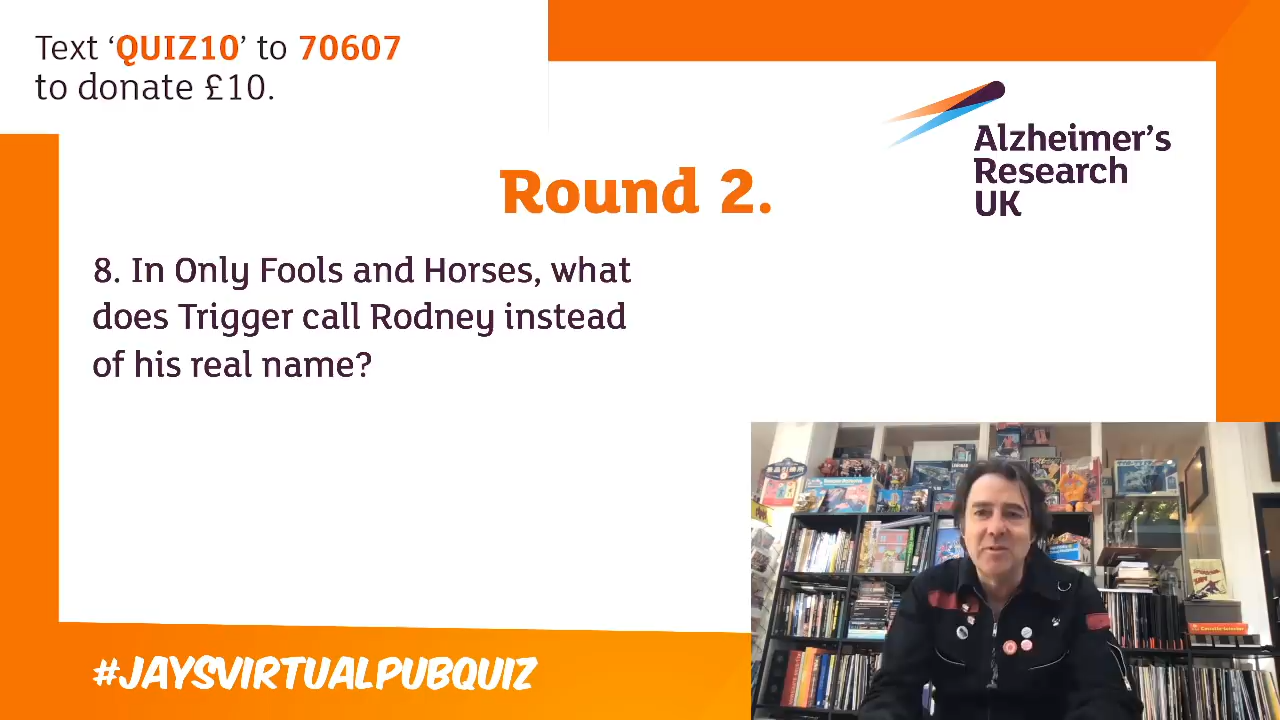 Text ‘QUIZ10’ to 70607
to donate £10.
Alzheimer’s
Research
UK
Round 2.
8. In Only Fools and Horses, what
does Trigger call Rodney instead
of his real name?
#JAYSVIRTUALPUBQUIZ